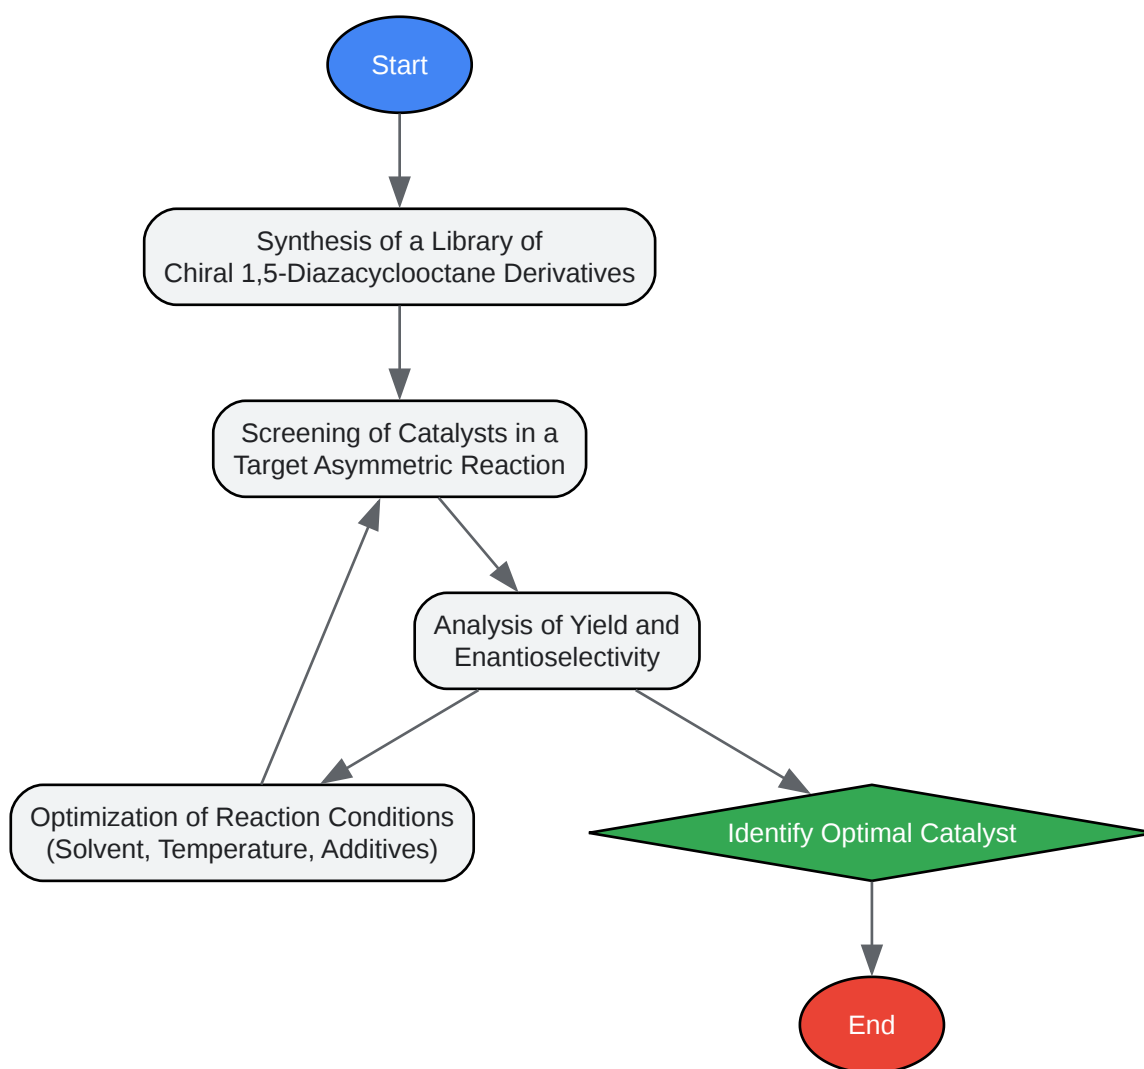 Start
Synthesis of a Library of
Chiral 1,5-Diazacyclooctane Derivatives
Screening of Catalysts in a
Target Asymmetric Reaction
Analysis of Yield and
Enantioselectivity
Optimization of Reaction Conditions
(Solvent, Temperature, Additives)
Identify Optimal Catalyst
End